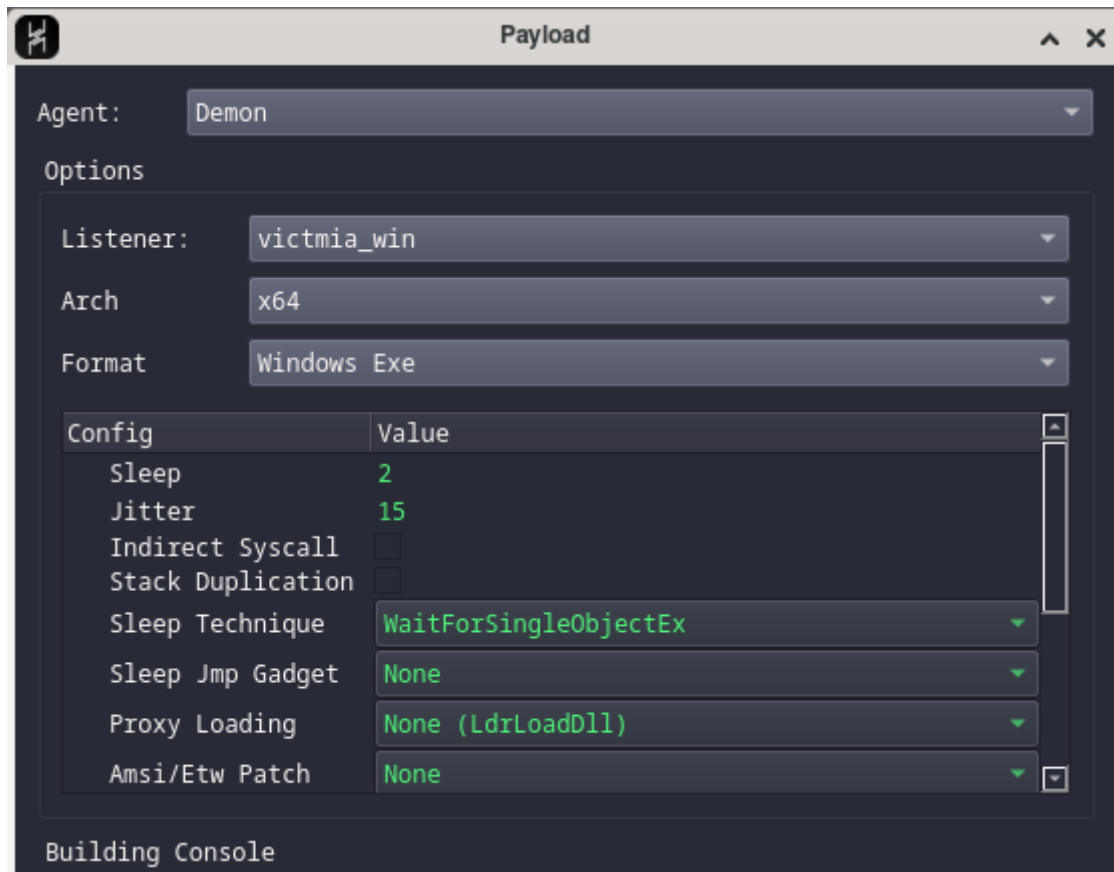 Payload
Agent: Demon
Options
Listener: victmia_win
Arch x64
Format Windows Exe
Config Value
Sleep 2
Jitter 15
Indirect Syscall
Stack Duplication
Sleep Technique WaitForSingleObjectEx
Sleep Jmp Gadget None
Proxy Loading None (LdrLoadDll)
Amsi/Etw Patch None
Building Console